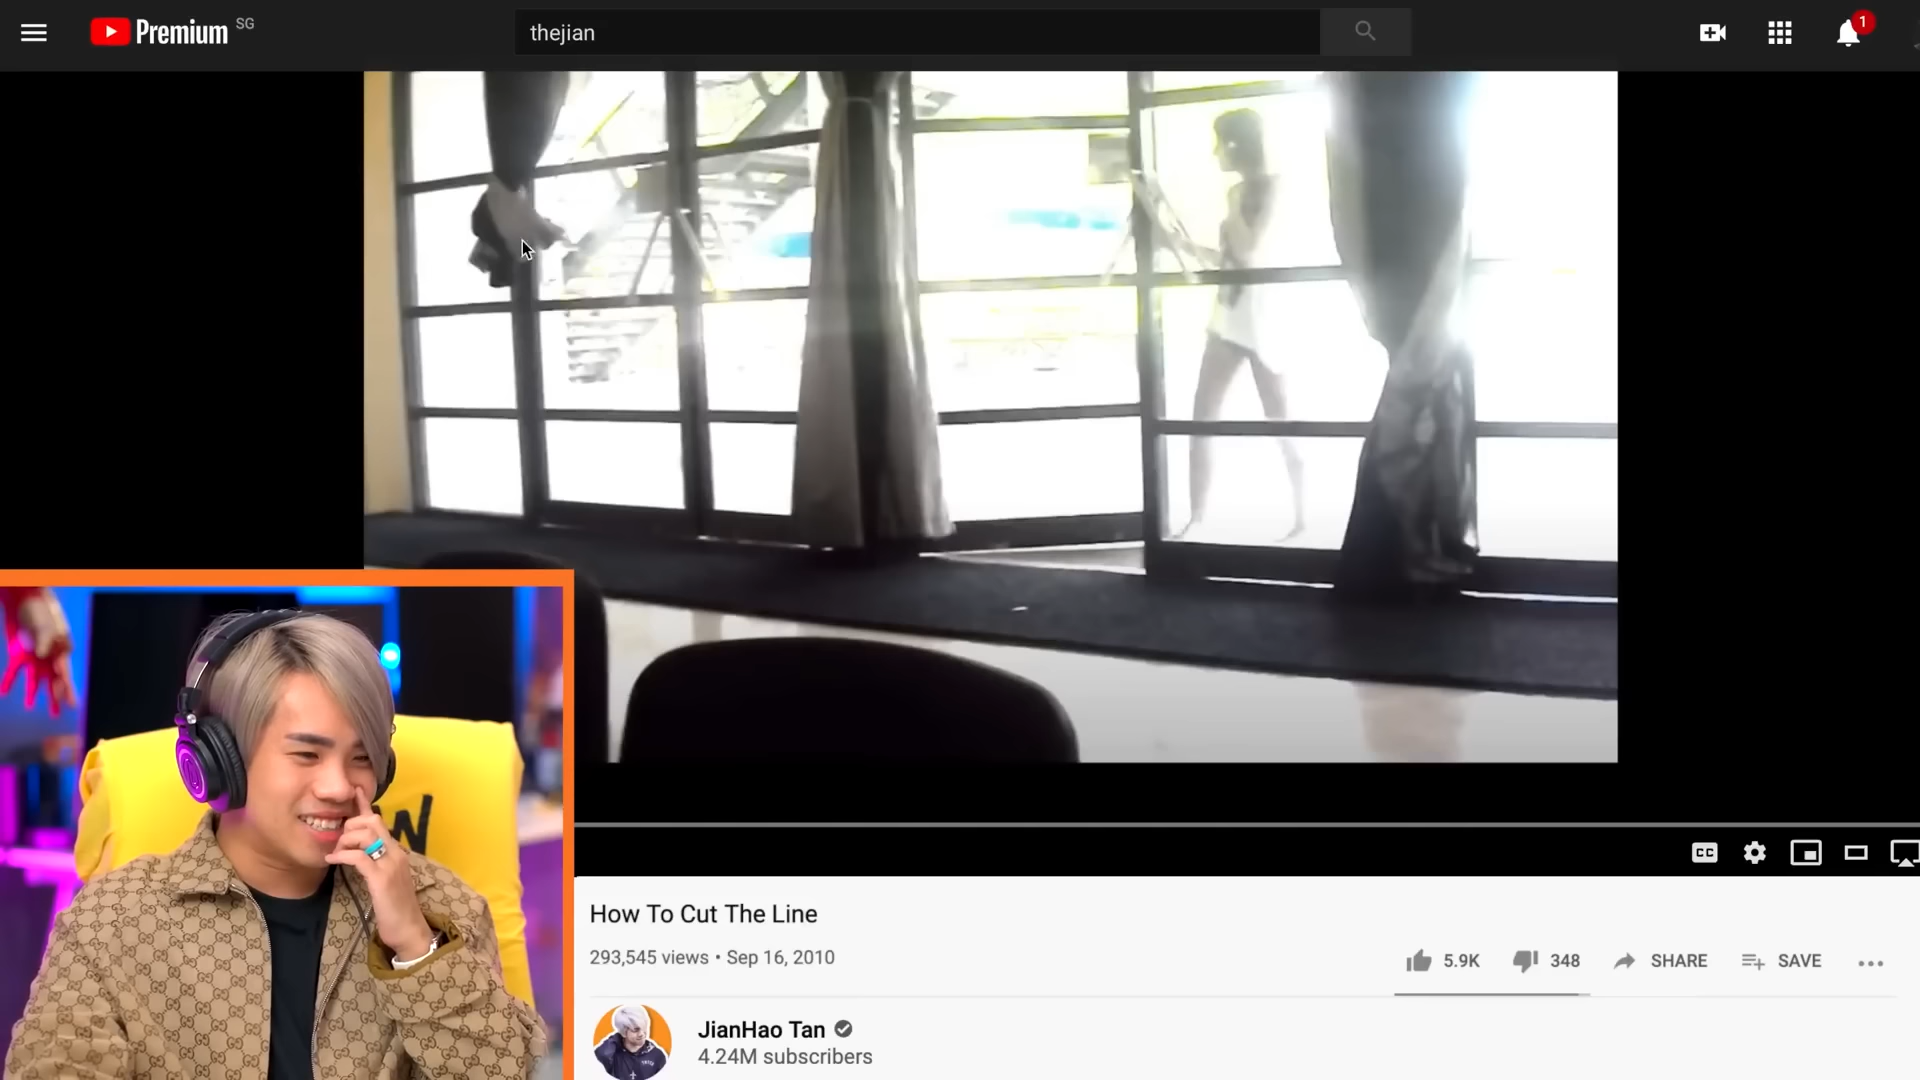 Premium SG
thejian
1
CC
W
How To Cut The Line
293,545 views • Sep 16, 2010
5.9K
348
SHARE
SAVE
JianHao Tan
4.24M subscribers